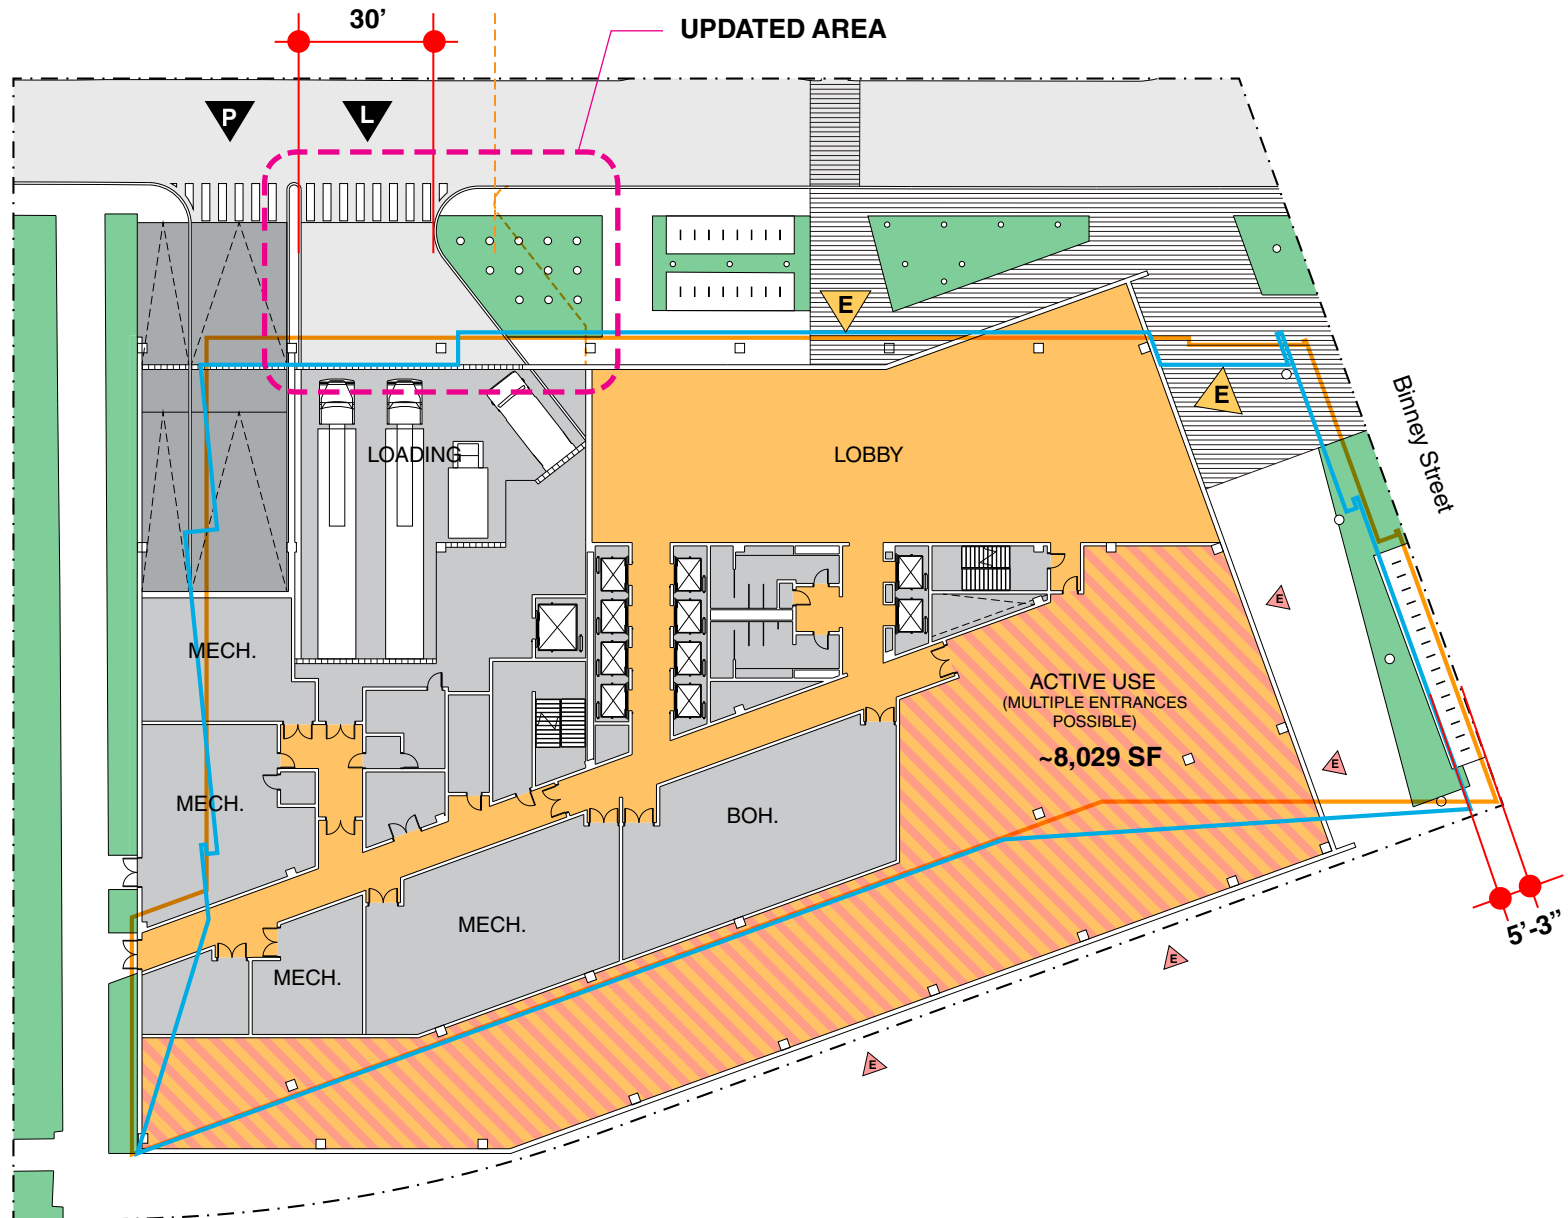 30’
UPDATED AREA
P
L
E
E
Binney Street
LOADING
LOBBY
E
MECH.
ACTIVE USE
(MULTIPLE ENTRANCES
POSSIBLE)
~8,029 SF
E
MECH.
BOH.
MECH.
5’-3”
E
MECH.
E